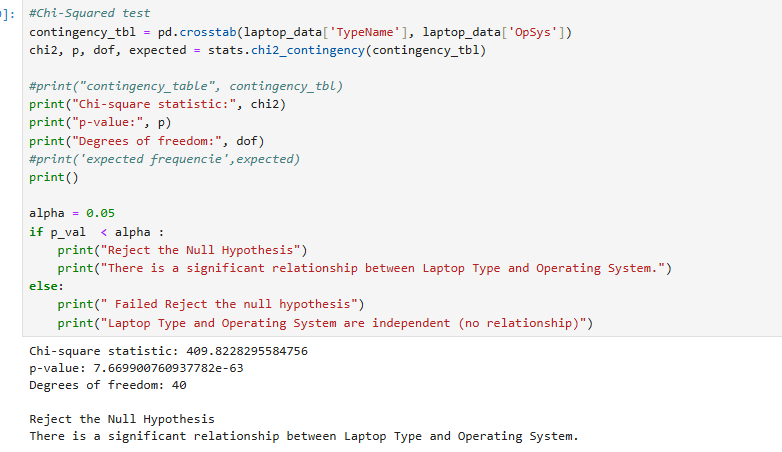 ]: #Chi-Squared test
contingency_tbl = pd.crosstab(laptop_data['TypeName'], laptop_data['OpSys'])
chi2, p, dof, expected = stats.chi2_contingency(contingency_tbl)
#print("contingency_table", contingency_tbl)
print("Chi-square statistic:", chi2)
print("p-value:", p)
print("Degrees of freedom:", dof)
#print('expected frequencie',expected)
print()
alpha = 0.05
if p_val  < alpha :
    print("Reject the Null Hypothesis")
    print("There is a significant relationship between Laptop Type and Operating System.")
else:
    print(" Failed Reject the null hypothesis")
    print("Laptop Type and Operating System are independent (no relationship)")
Chi-square statistic: 409.8228295584756
p-value: 7.669900760937782e-63
Degrees of freedom: 40
Reject the Null Hypothesis
There is a significant relationship between Laptop Type and Operating System.